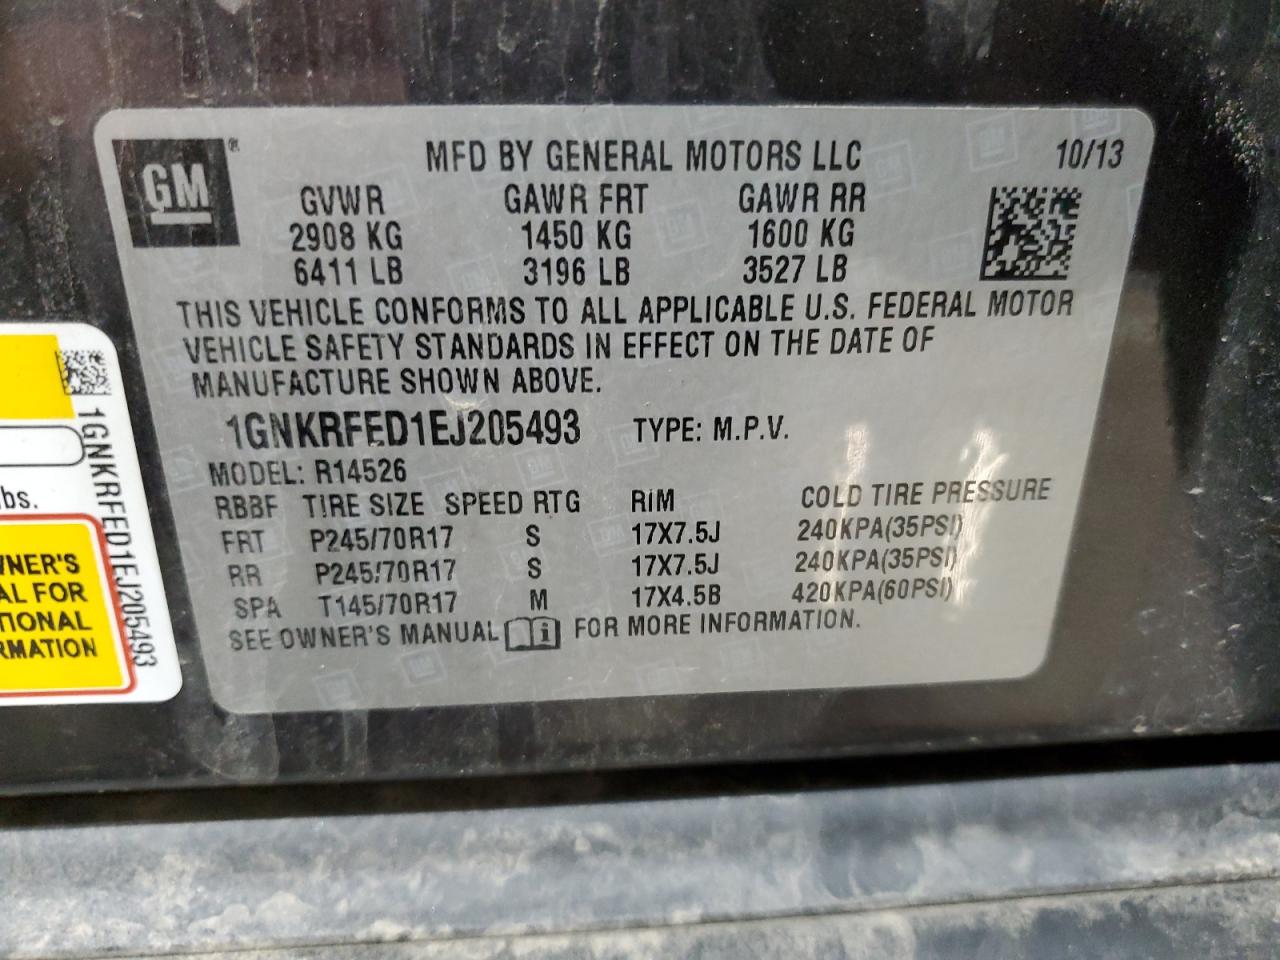 GM ®
MFD BY GENERAL MOTORS LLC 10/13
GVWR GAWR FRT GAWR RR
2908 KG 1450 KG 1600 KG
6411 LB 3196 LB 3527 LB
THIS VEHICLE CONFORMS TO ALL APPLICABLE U.S. FEDERAL MOTOR
VEHICLE SAFETY STANDARDS IN EFFECT ON THE DATE OF
MANUFACTURE SHOWN ABOVE.
1GNKRFED1EJ205493 TYPE: M.P.V.
MODEL: R14526
RBBF TIRE SIZE SPEED RTG RIM COLD TIRE PRESSURE
FRT P245/70R17 S 17X7.5J 240KPA(35PSI)
RR P245/70R17 S 17X7.5J 240KPA(35PSI)
SPA T145/70R17 M 17X4.5B 420KPA(60PSI)
SEE OWNER'S MANUAL i FOR MORE INFORMATION.
1GNKRFED1EJ205493
bs.
WNER'S
AL FOR
TIONAL
RMATION